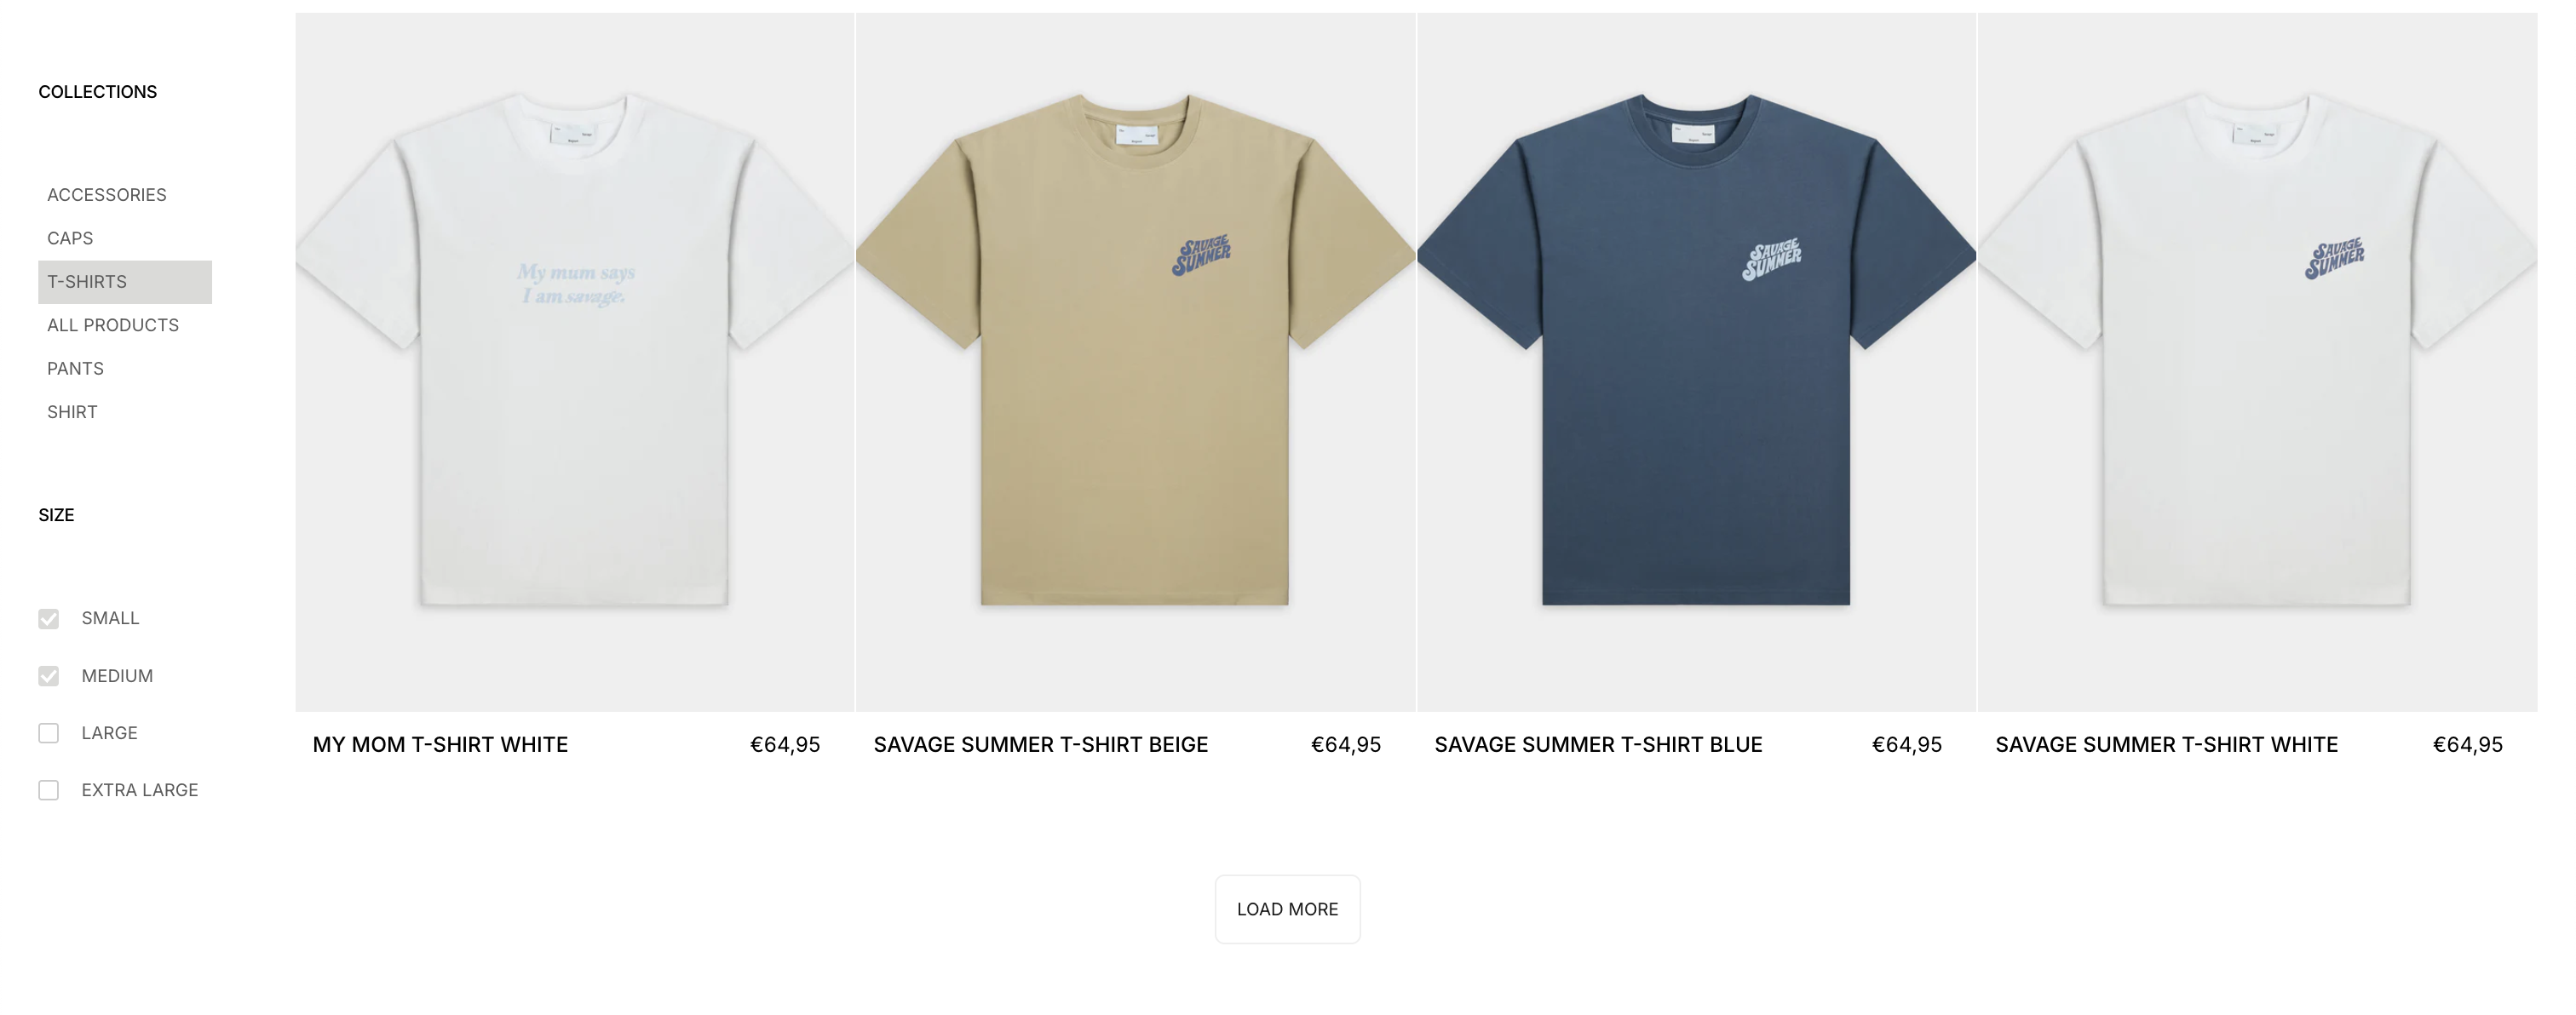 COLLECTIONS
ACCESSORIES
CAPS
T-SHIRTS
ALL PRODUCTS
PANTS
SHIRT
SIZE
SMALL
MEDIUM
LARGE
EXTRA LARGE
My mum says
I am savage.
MY MOM T-SHIRT WHITE
€64,95
SAVAGE
SUMMER
SAVAGE SUMMER T-SHIRT BEIGE
€64,95
SAVAGE
SUMMER
SAVAGE SUMMER T-SHIRT BLUE
€64,95
SAVAGE
SUMMER
SAVAGE SUMMER T-SHIRT WHITE
€64,95
LOAD MORE